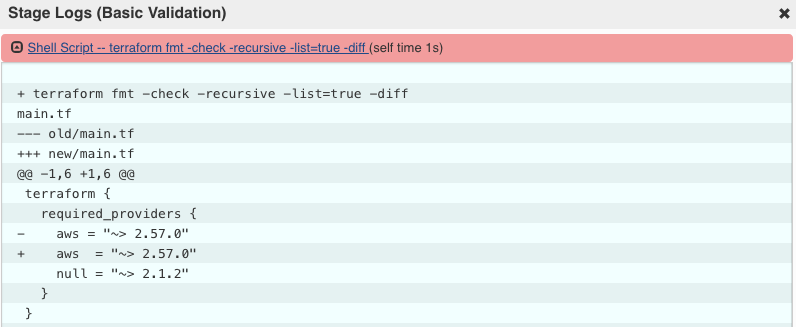 Stage Logs (Basic Validation)
Shell Script -- terraform fmt -check -recursive -list=true -diff (self time 1s)
+ terraform fmt -check -recursive -list=true -diff
main.tf
--- old/main.tf
+++ new/main.tf
@@ -1,6 +1,6 @@
 terraform {
   required_providers {
-    aws = "~> 2.57.0"
+    aws  = "~> 2.57.0"
     null = "~> 2.1.2"
   }
 }